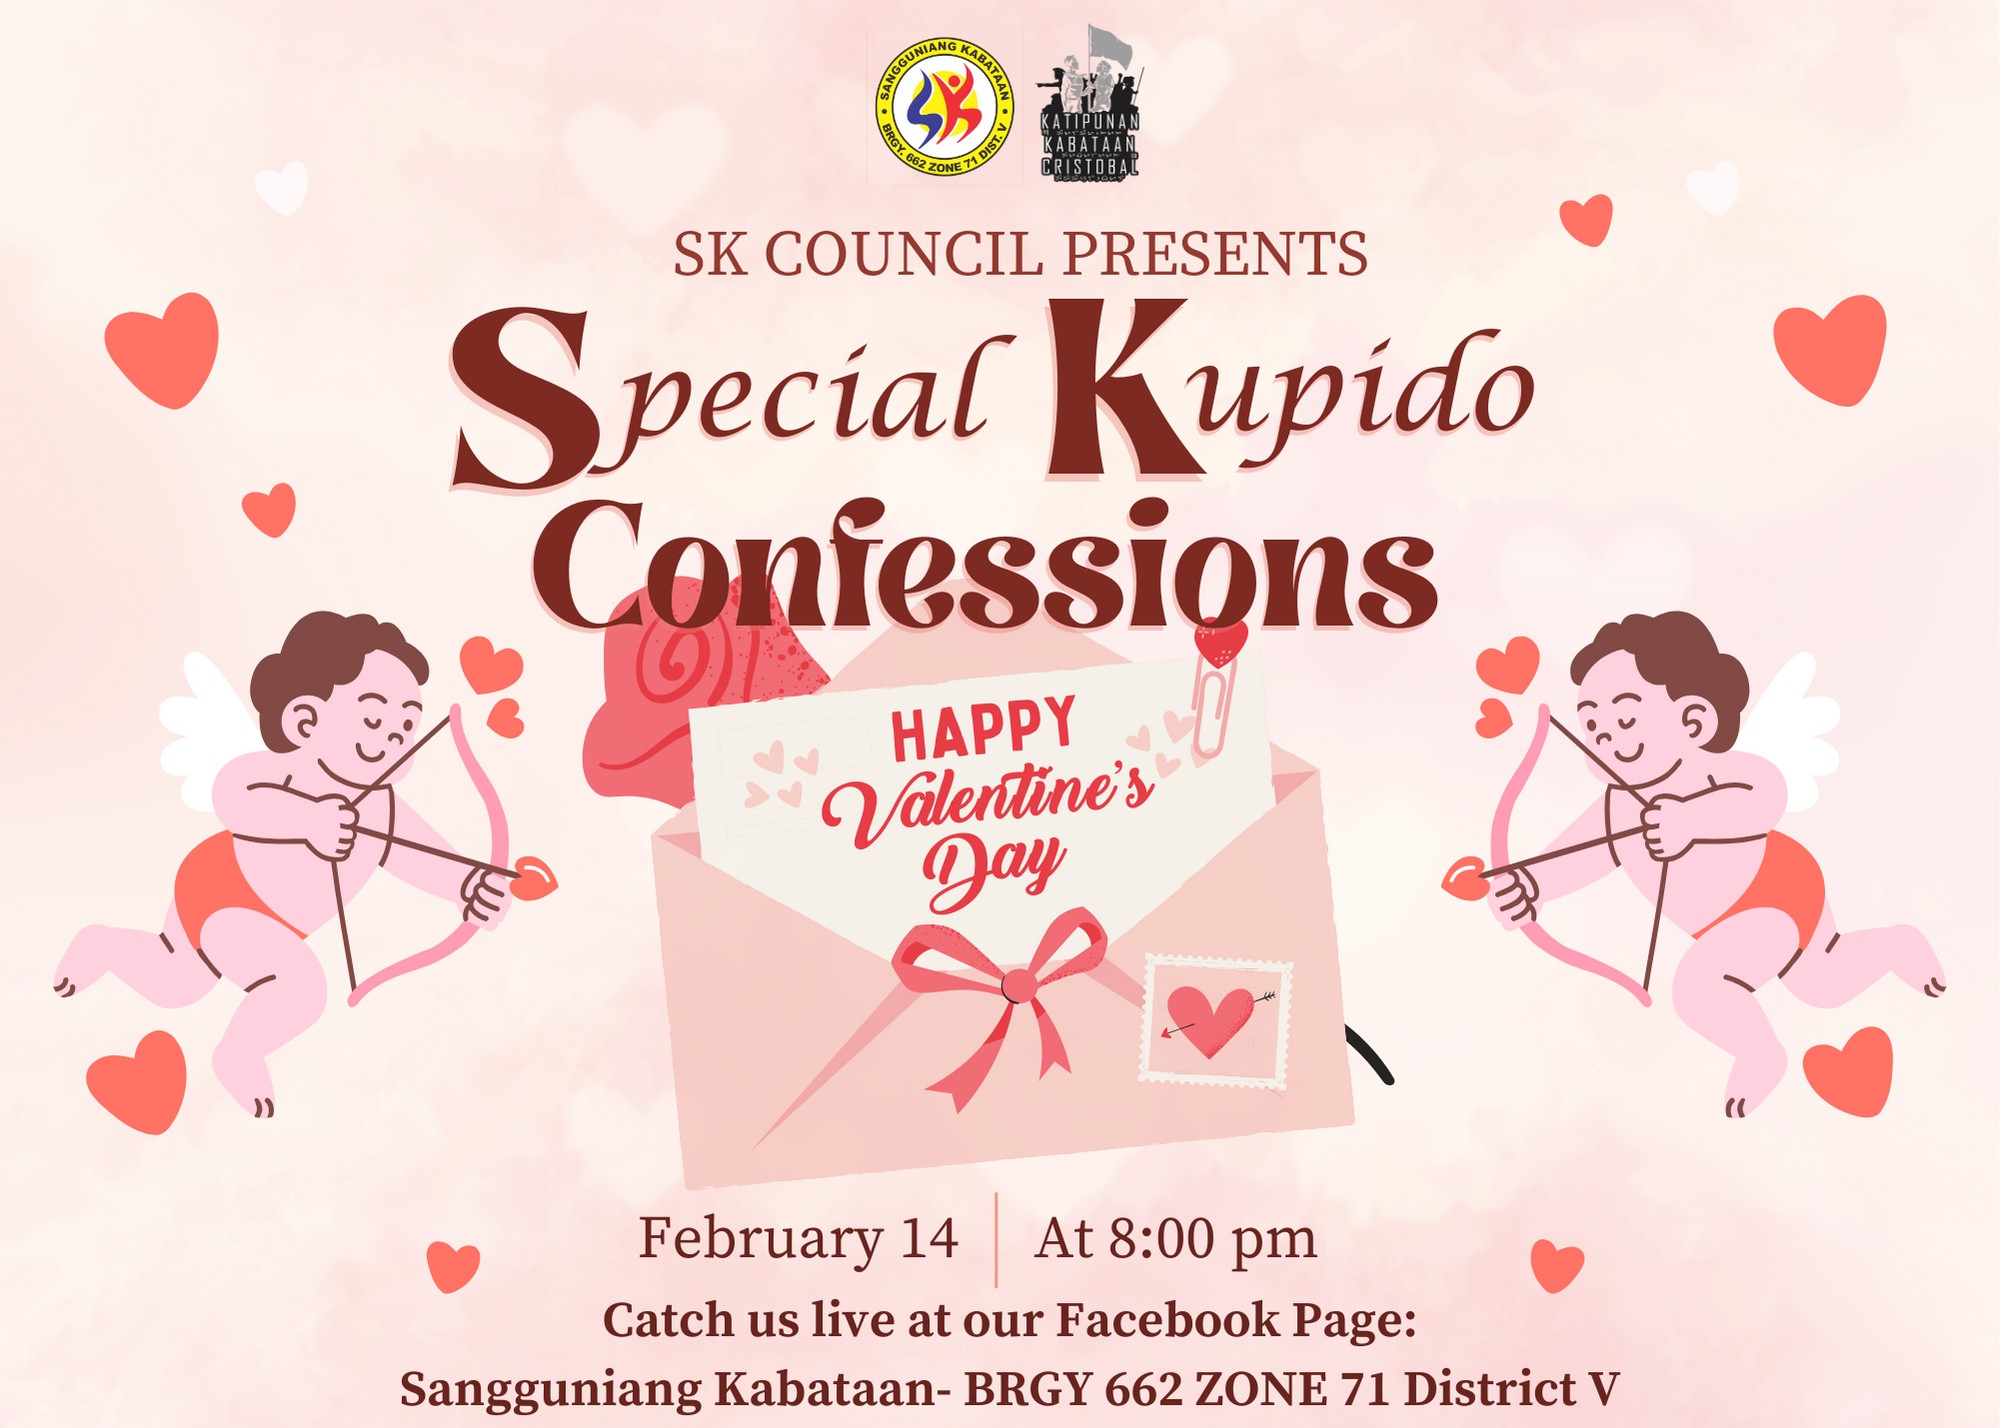 SANGGUNIANG KABATAAN
SK
BRGY. 662 ZONE 71 DIST. V
KATIPUNAN
KABATAAN
CRISTOBAL
SK COUNCIL PRESENTS
Special Kupido
Confessions
HAPPY
Valentine's
Day
February 14 At 8:00 pm
Catch us live at our Facebook Page:
Sangguniang Kabataan- BRGY 662 ZONE 71 District V